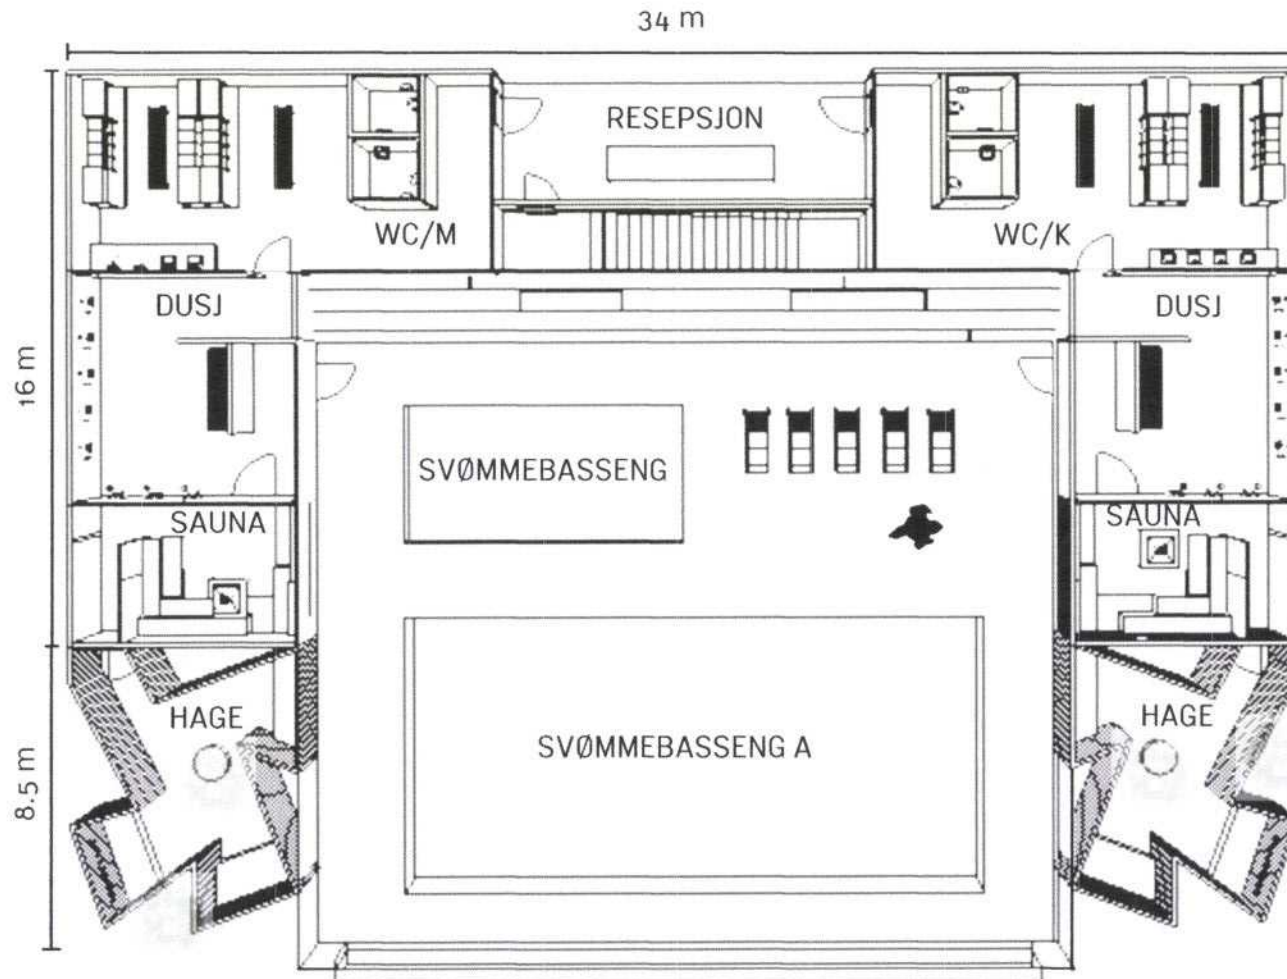 34 m
RESEPSJON
WC/M
WC/K
DUSJ
DUSJ
16 m
SVØMMEBASSENG
SAUNA
SAUNA
HAGE
HAGE
SVØMMEBASSENG A
8.5 m